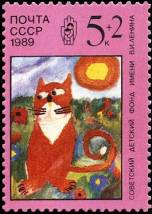 ПОЧТА
СССР
1989
5+2
К
СОВЕТСКИЙ ДЕТСКИЙ ФОНД ИМЕНИ В.И.ЛЕНИНА